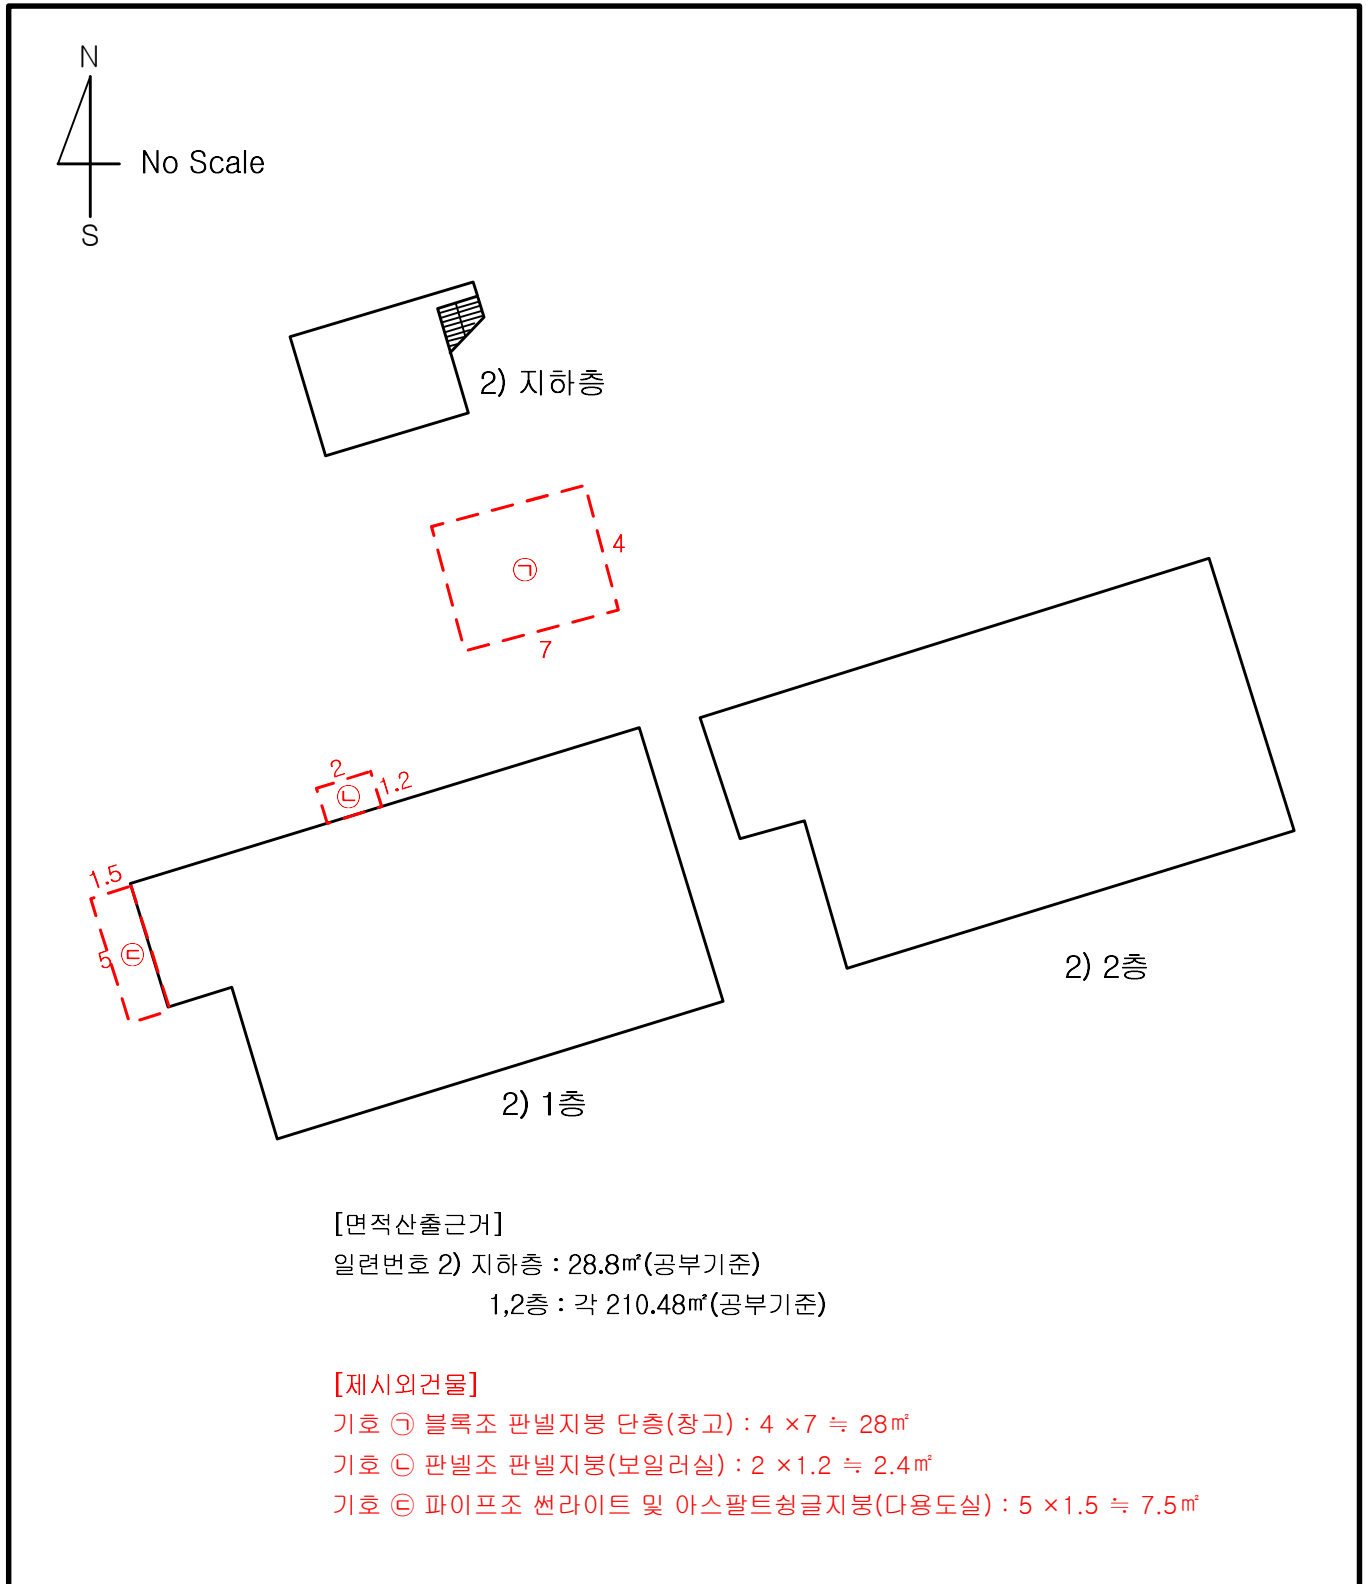 N
No Scale
S
2) 지하층
4
㉠
7
2
1.2
㉡
1.5
5
㉢
2) 2층
2) 1층
[면적산출근거]
일련번호 2) 지하층 : 28.8㎡(공부기준)
1,2층 : 각 210.48㎡(공부기준)
[제시외건물]
기호 ㉠ 블록조 판넬지붕 단층(창고) : 4 ×7 ≒ 28㎡
기호 ㉡ 판넬조 판넬지붕(보일러실) : 2 ×1.2 ≒ 2.4㎡
기호 ㉢ 파이프조 썬라이트 및 아스팔트슁글지붕(다용도실) : 5 ×1.5 ≒ 7.5㎡